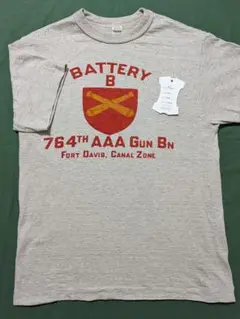 BATTERY
B
764TH AAA GUN BN
FORT DAVIS, CANAL ZONE